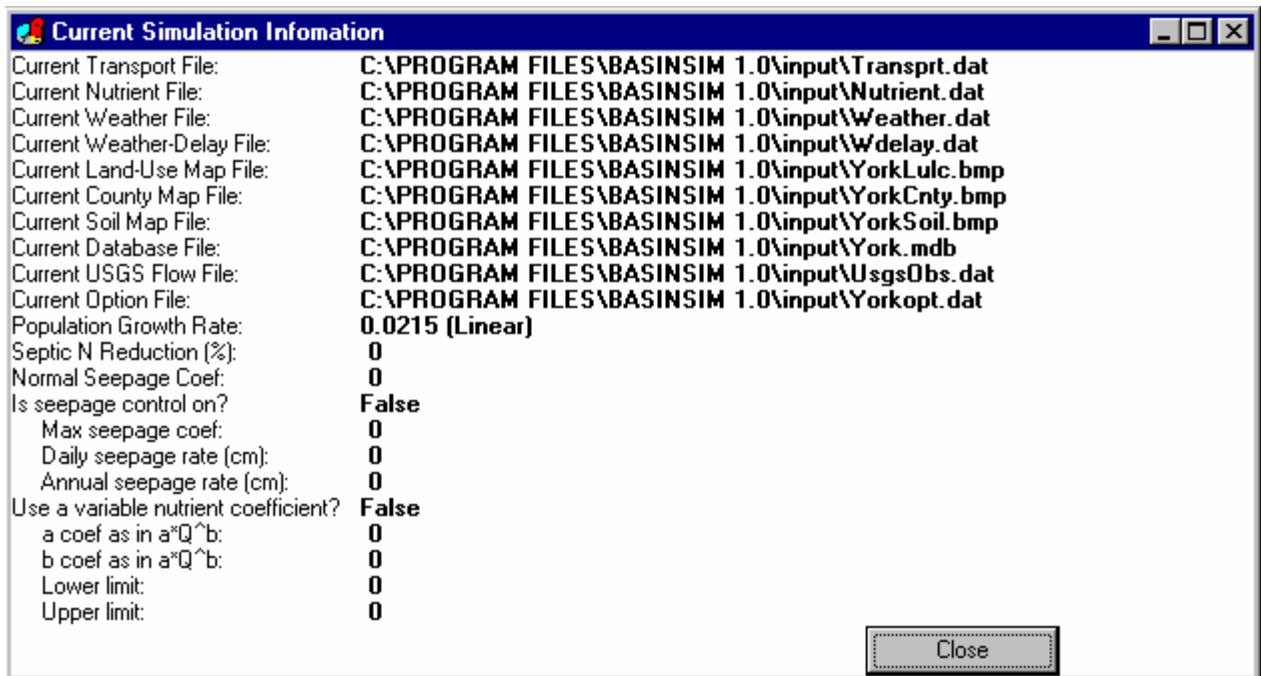 Current Simulation Infomation
Current Transport File: C:\PROGRAM FILES\BASINSIM 1.0\input\Transprt.dat
Current Nutrient File: C:\PROGRAM FILES\BASINSIM 1.0\input\Nutrient.dat
Current Weather File: C:\PROGRAM FILES\BASINSIM 1.0\input\Weather.dat
Current Weather-Delay File: C:\PROGRAM FILES\BASINSIM 1.0\input\Wdelay.dat
Current Land-Use Map File: C:\PROGRAM FILES\BASINSIM 1.0\input\YorkLulc.bmp
Current County Map File: C:\PROGRAM FILES\BASINSIM 1.0\input\YorkCnty.bmp
Current Soil Map File: C:\PROGRAM FILES\BASINSIM 1.0\input\YorkSoil.bmp
Current Database File: C:\PROGRAM FILES\BASINSIM 1.0\input\York.mdb
Current USGS Flow File: C:\PROGRAM FILES\BASINSIM 1.0\input\UsgsObs.dat
Current Option File: C:\PROGRAM FILES\BASINSIM 1.0\input\Yorkopt.dat
Population Growth Rate: 0.0215 (Linear)
Septic N Reduction (%): 0
Normal Seepage Coef: 0
Is seepage control on? False
Max seepage coef: 0
Daily seepage rate (cm): 0
Annual seepage rate (cm): 0
Use a variable nutrient coefficient? False
a coef as in a*Q^b: 0
b coef as in a*Q^b: 0
Lower limit: 0
Upper limit: 0
Close